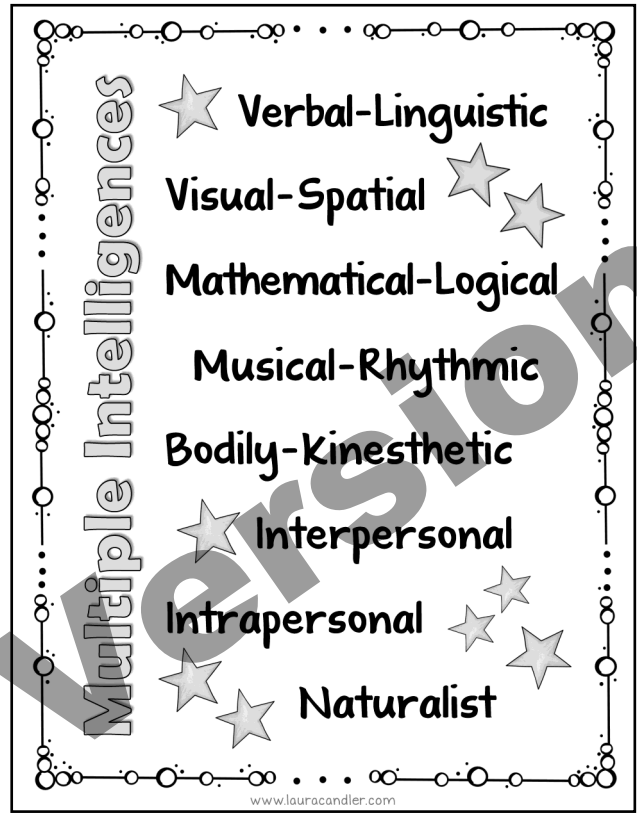 Multiple Intelligences
Verbal-Linguistic
Visual-Spatial
Mathematical-Logical
Musical-Rhythmic
Bodily-Kinesthetic
Interpersonal
Intrapersonal
Naturalist
Version
www.lauracandler.com